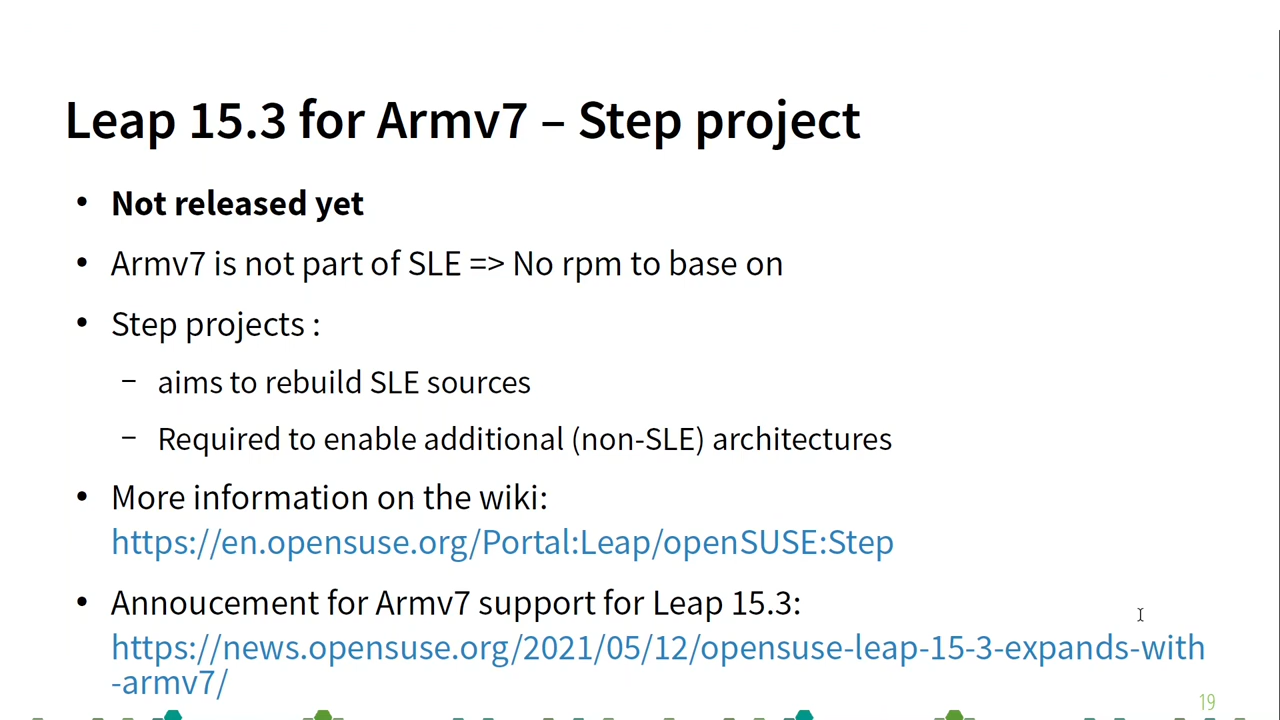 Leap 15.3 for Armv7 – Step project
• Not released yet
• Armv7 is not part of SLE => No rpm to base on
• Step projects :
– aims to rebuild SLE sources
– Required to enable additional (non-SLE) architectures
• More information on the wiki:
https://en.opensuse.org/Portal:Leap/openSUSE:Step
• Annoucement for Armv7 support for Leap 15.3:
https://news.opensuse.org/2021/05/12/opensuse-leap-15-3-expands-with
-armv7/
19